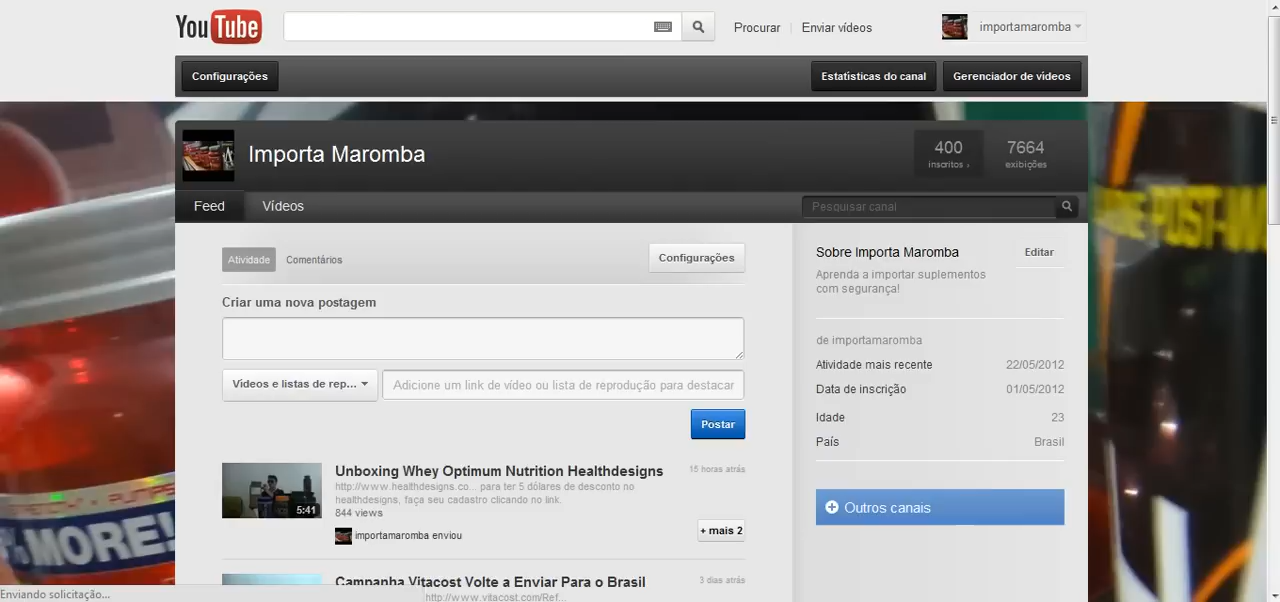 YouTube
Procurar
Enviar vídeos
importamaromba
Configurações
Estatísticas do canal
Gerenciador de vídeos
Importa Maromba
400
inscritos ›
7664
exibições
Feed
Vídeos
Pesquisar canal
Atividade
Comentários
Configurações
Criar uma nova postagem
Vídeos e listas de rep...
Adicione um link de vídeo ou lista de reprodução para destacar
Postar
Unboxing Whey Optimum Nutrition Healthdesigns
15 horas atrás
http://www.healthdesigns.co... para ter 5 dólares de desconto no
healthdesigns, faça seu cadastro clicando no link.
844 views
5:41
importamaromba enviou
+ mais 2
Campanha Vitacost Volte a Enviar Para o Brasil
3 dias atrás
http://www.vitacost.com/Ref...
Sobre Importa Maromba
Editar
Aprenda a importar suplementos
com segurança!
de importamaromba
Atividade mais recente 22/05/2012
Data de inscrição 01/05/2012
Idade 23
País Brasil
Outros canais
MORE!
POST-W
Enviando solicitação...